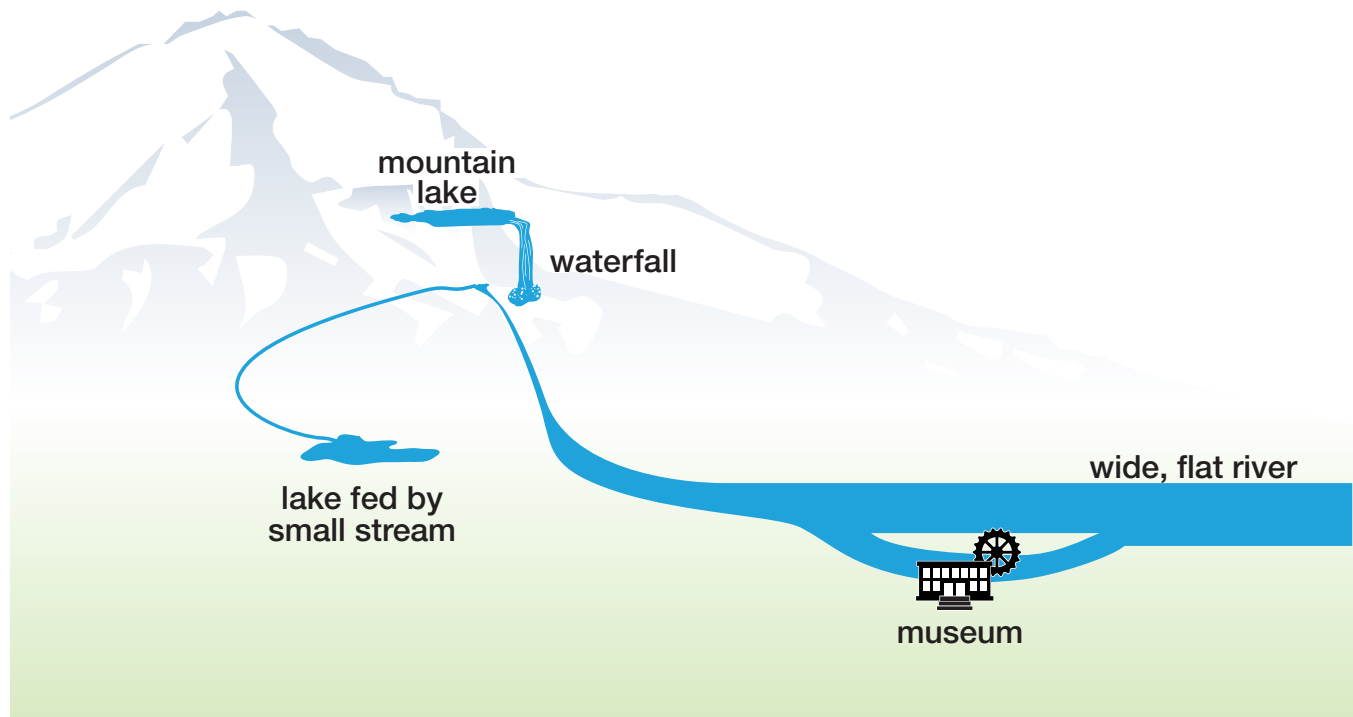 mountain
lake
waterfall
wide, flat river
lake fed by
small stream
museum